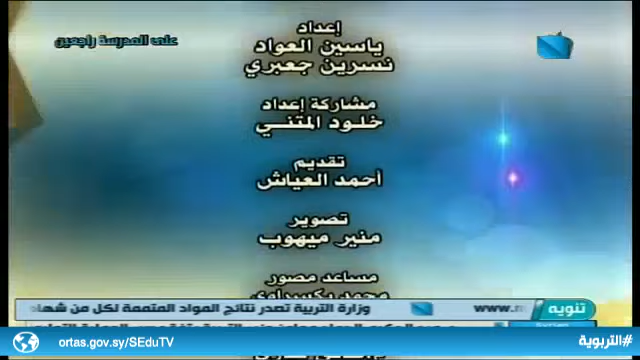 على المدرسة راجعين
إعداد
ياسين العواد
نسرين جعبري
مشاركة إعداد
خلود المتني
تقديم
أحمد العياش
تصوير
منير ميهوب
مساعد مصور
تنويه
www.
وزارة التربية تصدر نتائج المواد المتممة لكل من شهاد
#التربوية
ortas.gov.sy/SEduTV